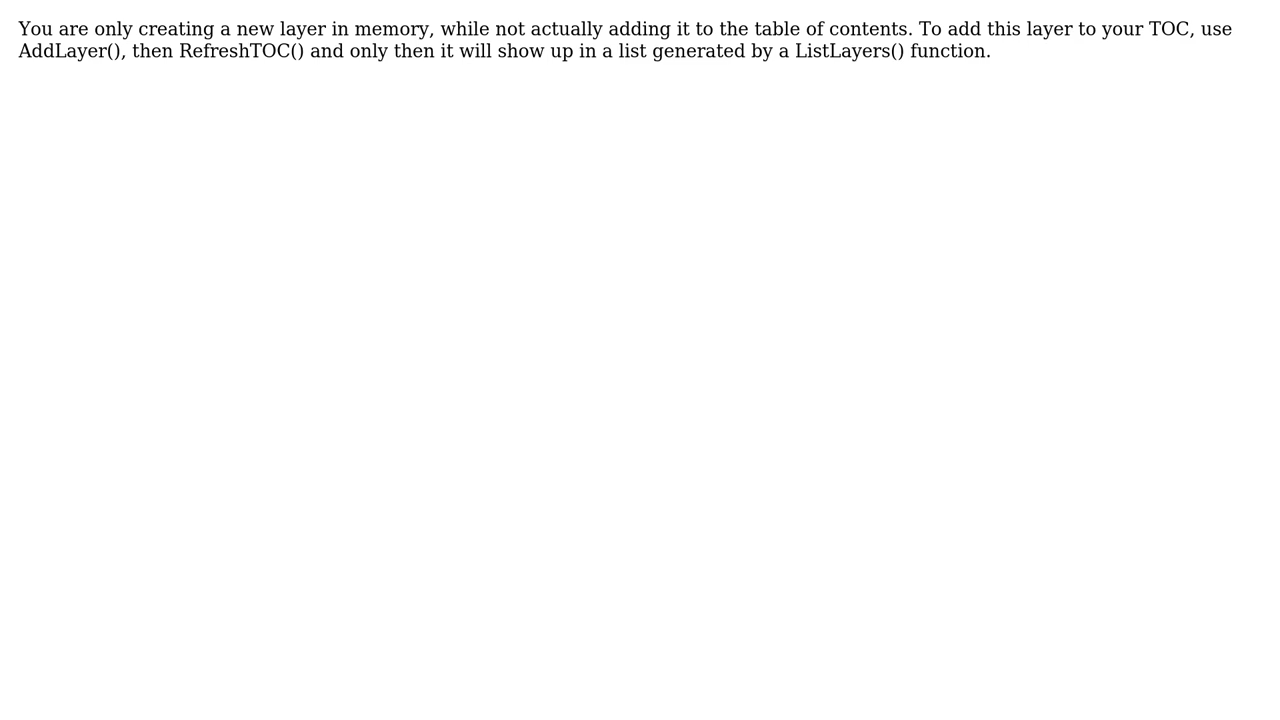 You are only creating a new layer in memory, while not actually adding it to the table of contents. To add this layer to your TOC, use
AddLayer(), then RefreshTOC() and only then it will show up in a list generated by a ListLayers() function.